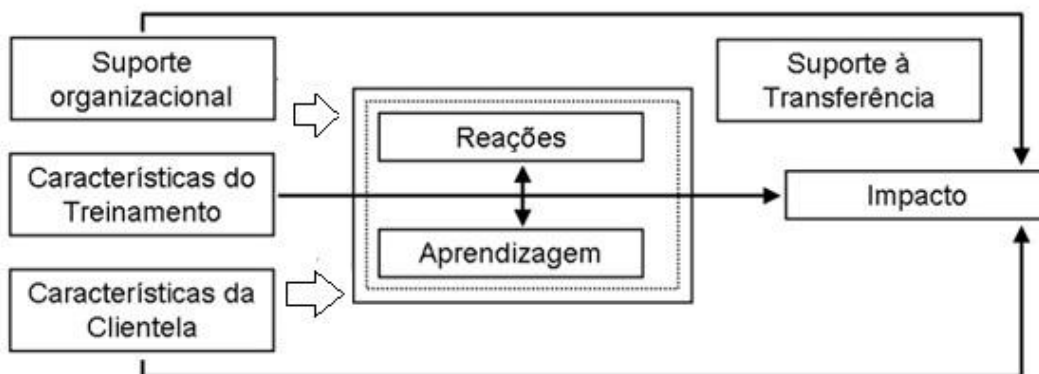 Suporte
organizacional
Suporte à
Transferência
Reações
Características do
Treinamento
Impacto
Aprendizagem
Características da
Clientela